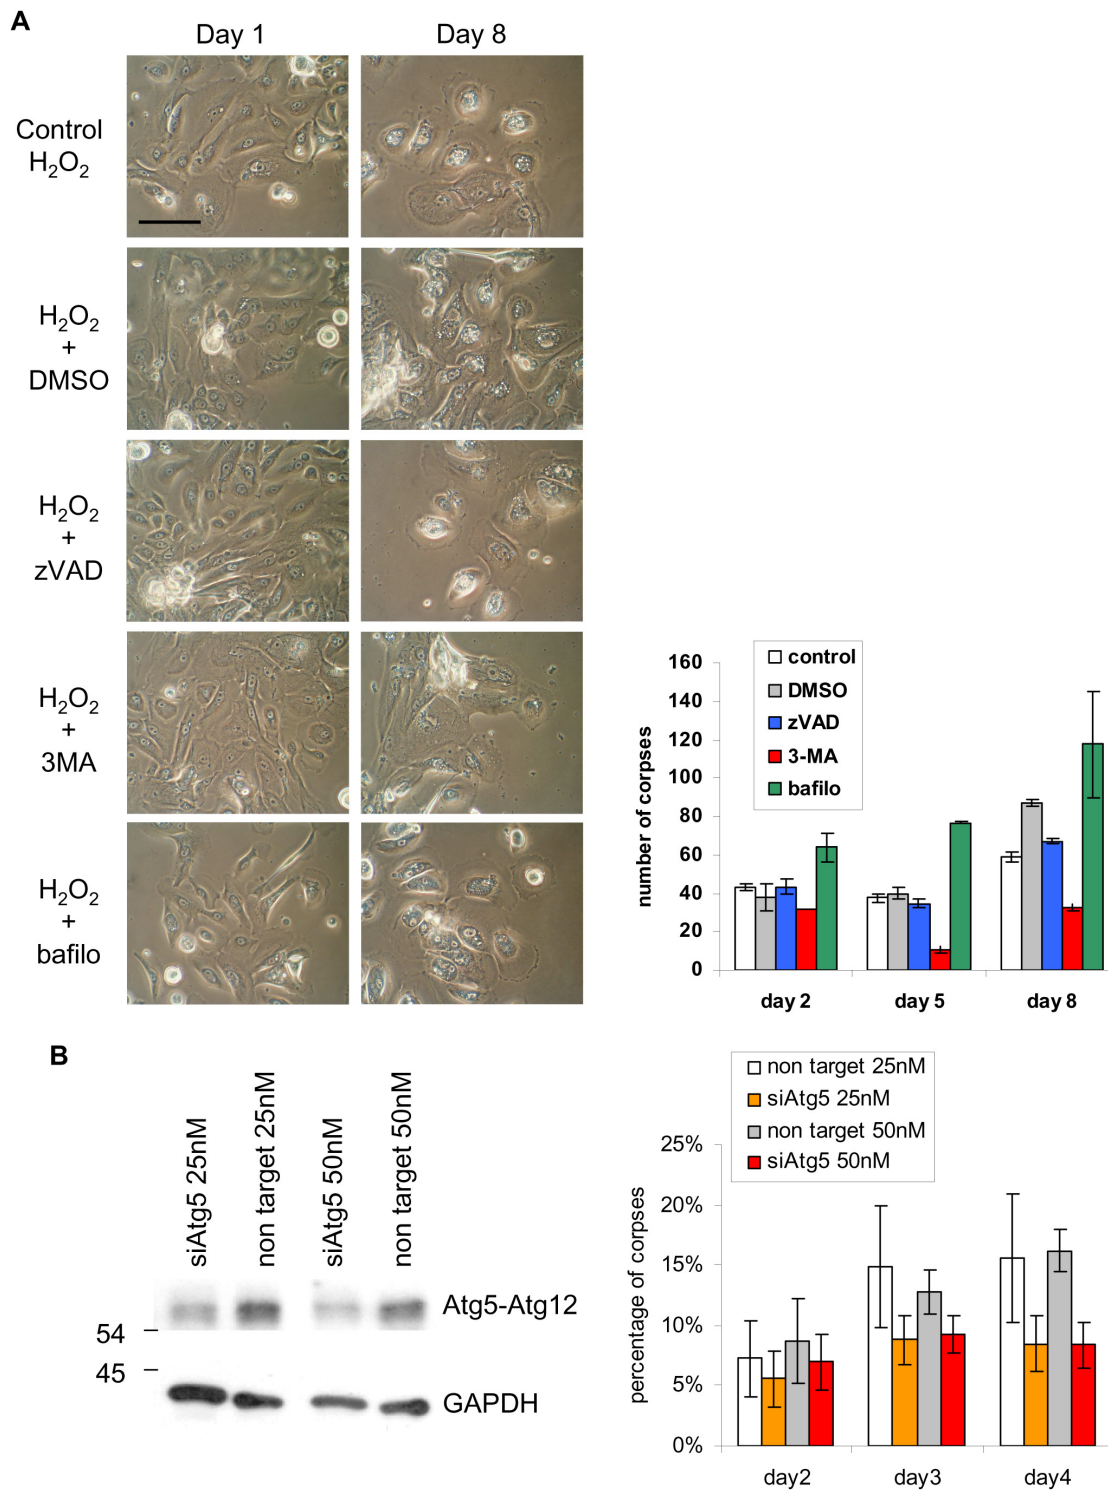 A
Day 1
Day 8
Control
H₂O₂
H₂O₂
+
DMSO
H₂O₂
+
zVAD
H₂O₂
+
3MA
H₂O₂
+
bafilo
control
DMSO
zVAD
3-MA
bafilo
number of corpses
160
140
120
100
80
60
40
20
0
day 2
day 5
day 8
B
siAtg5 25nM
non target 25nM
siAtg5 50nM
non target 50nM
Atg5-Atg12
54
45
GAPDH
non target 25nM
siAtg5 25nM
non target 50nM
siAtg5 50nM
percentage of corpses
25%
20%
15%
10%
5%
0%
day2
day3
day4